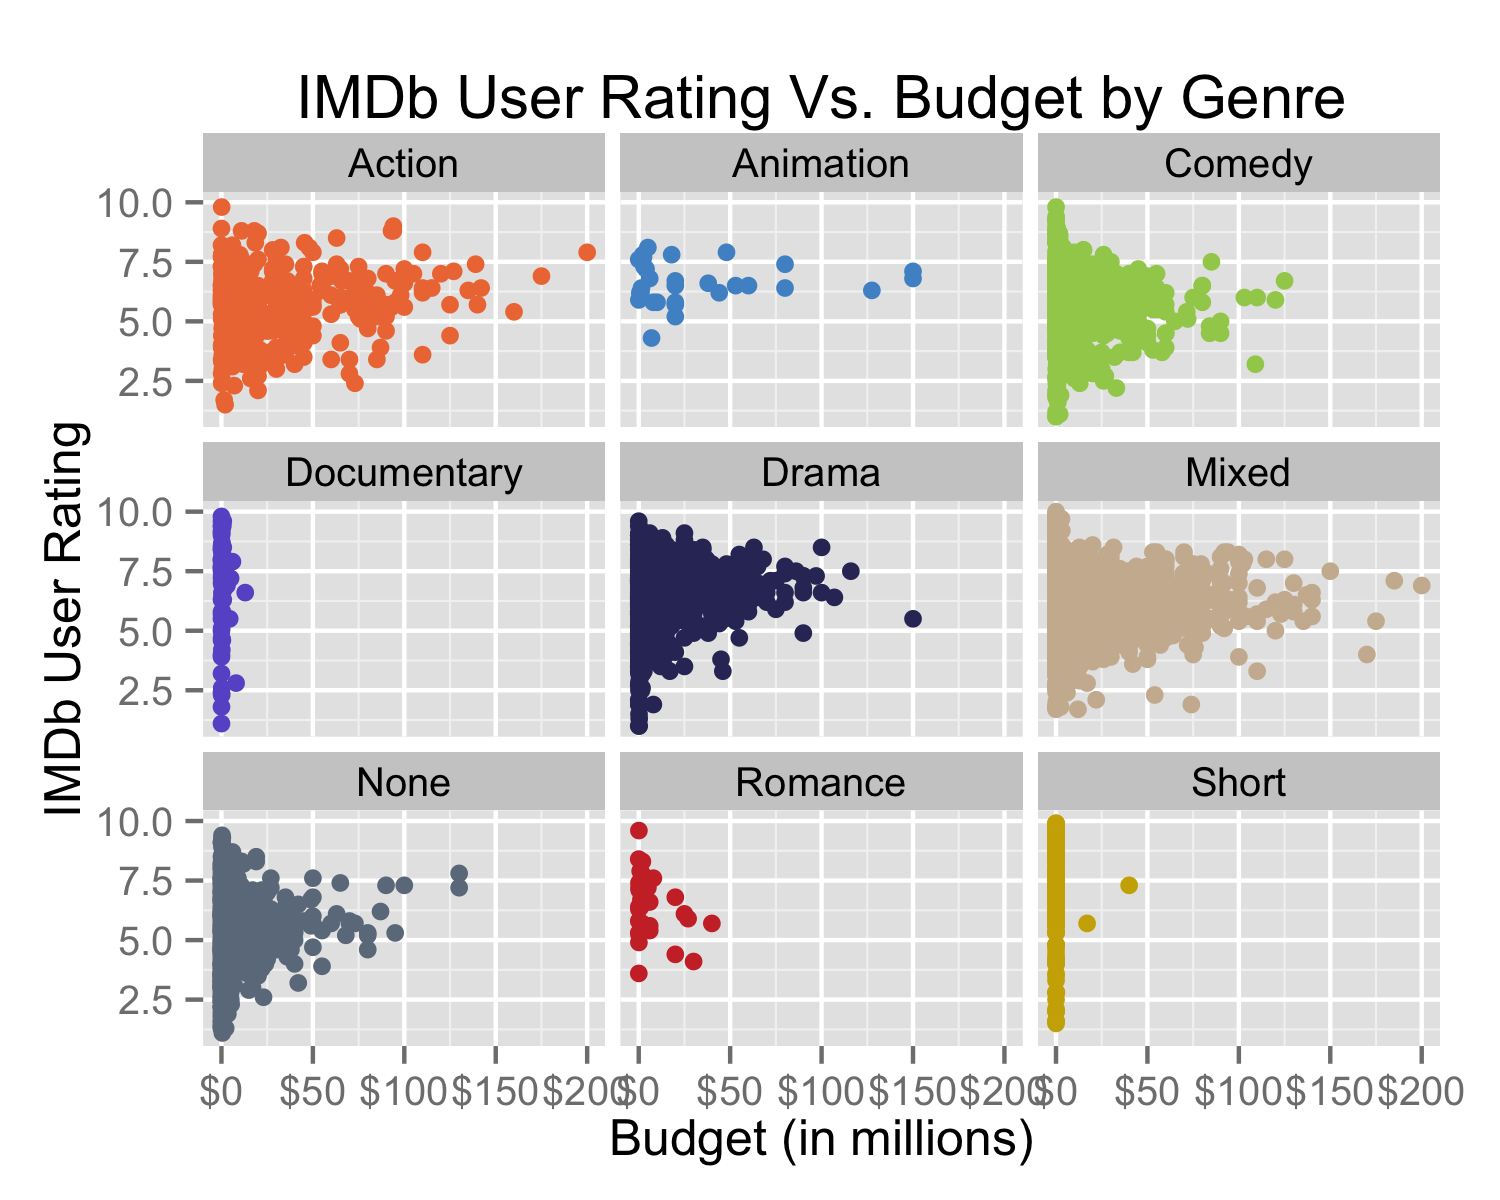 IMDb User Rating Vs. Budget by Genre
Action Animation Comedy
10.0
7.5
5.0
2.5
Documentary Drama Mixed
10.0
7.5
5.0
2.5
None Romance Short
10.0
7.5
5.0
2.5
IMDb User Rating
$0 $50 $100 $150 $200 $0 $50 $100 $150 $200 $0 $50 $100 $150 $200
Budget (in millions)